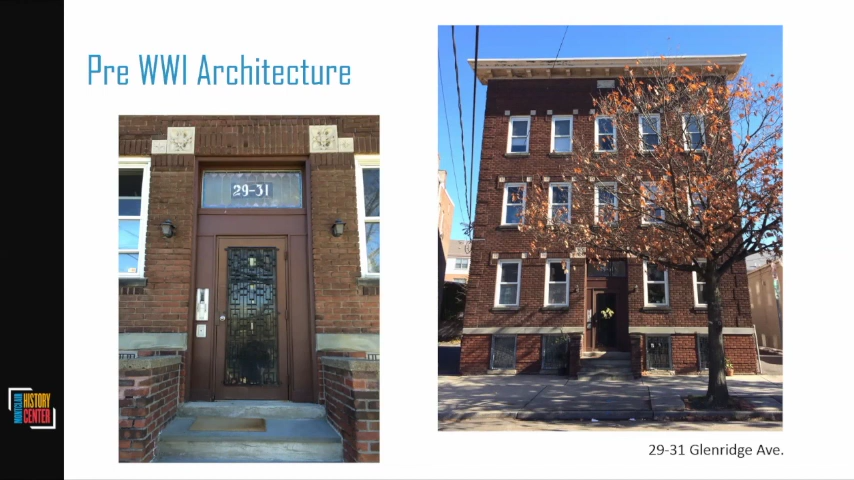 Pre WWI Architecture
29-31
MONTCLAIR
HISTORY
CENTER
29-31 Glenridge Ave.